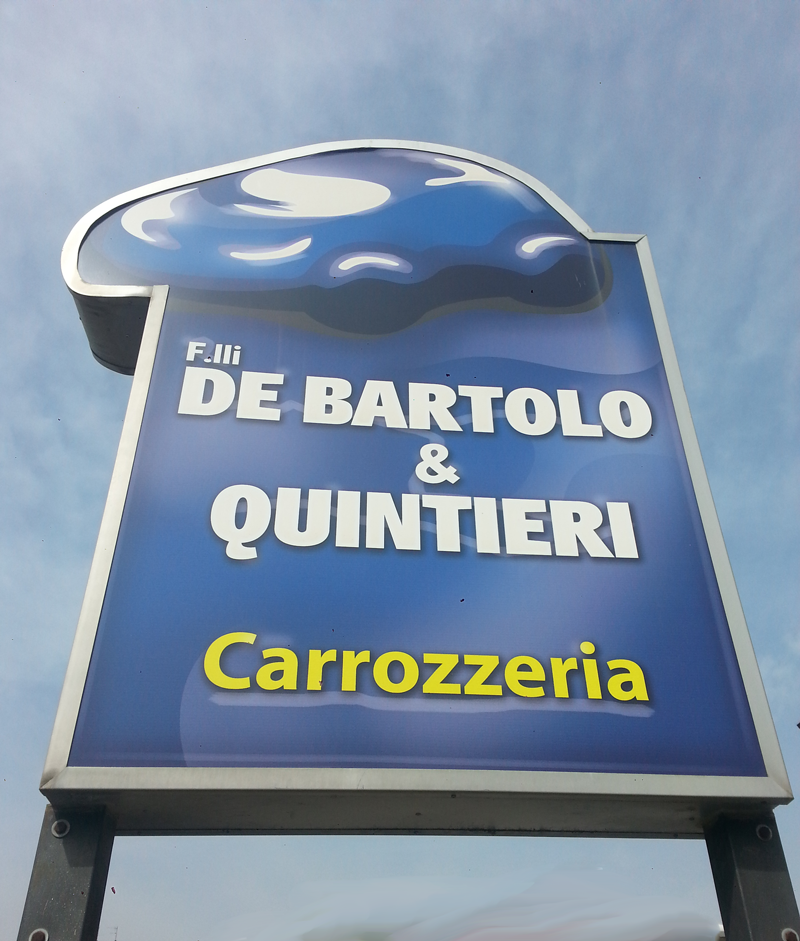 F.lli
DE BARTOLO
&
QUINTIERI
Carrozzeria